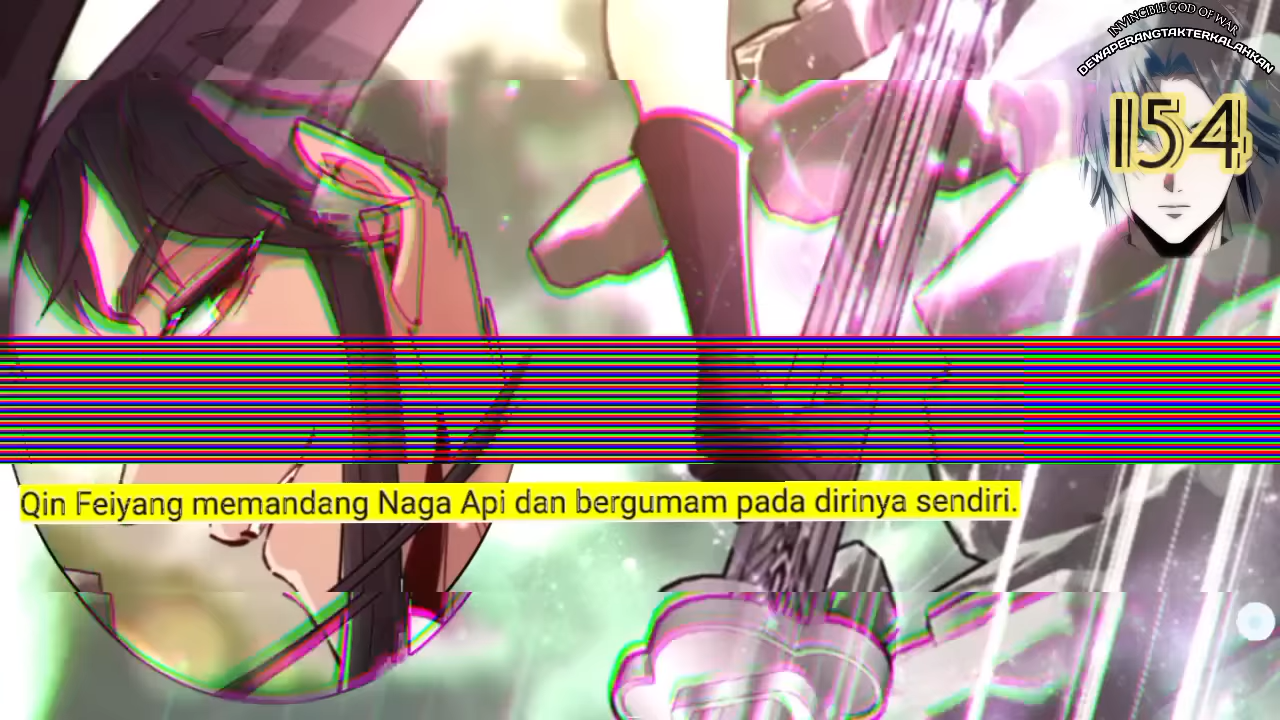 INVINCIBLE GOD OF WAR
DEWAPERANGTAKTERKALAHKAN
154
Qin Feiyang memandang Naga Api dan bergumam pada dirinya sendiri.